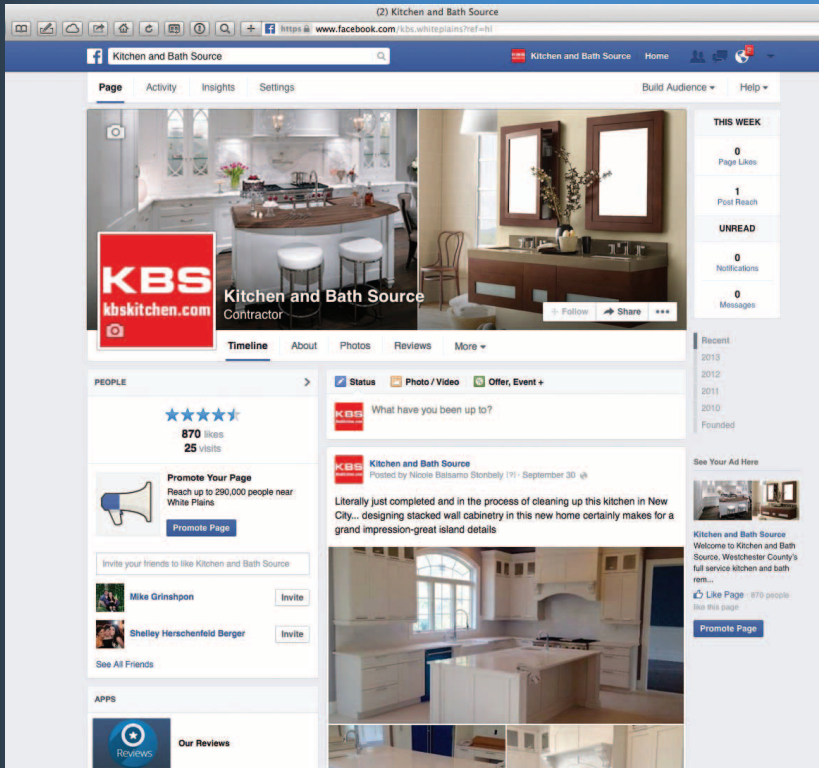 (2) Kitchen and Bath Source
https www.facebook.com/kbs.whiteplains?ref=hl
Kitchen and Bath Source
Kitchen and Bath Source Home
Page Activity Insights Settings
Build Audience Help
KBS
kbskitchen.com
Kitchen and Bath Source
Contractor
+ Follow Share •••
Timeline About Photos Reviews More
THIS WEEK
0
Page Likes
1
Post Reach
UNREAD
0
Notifications
0
Messages
Recent
2013
2012
2011
2010
Founded
PEOPLE
870 likes
25 visits
Promote Your Page
Reach up to 290,000 people near
White Plains
Promote Page
Invite your friends to like Kitchen and Bath Source
Mike Grinshpon Invite
Shelley Herschenfeld Berger Invite
See All Friends
APPS
Reviews
Our Reviews
Status Photo / Video Offer, Event +
KBS
What have you been up to?
KBS
Kitchen and Bath Source
Posted by Nicole Balsamo Stonbely [?] · September 30
Literally just completed and in the process of cleaning up this kitchen in New
City... designing stacked wall cabinetry in this new home certainly makes for a
grand impression-great island details
See Your Ad Here
Kitchen and Bath Source
Welcome to Kitchen and Bath
Source, Westchester County's
full service kitchen and bath
rem...
Like Page · 870 people
like this page
Promote Page